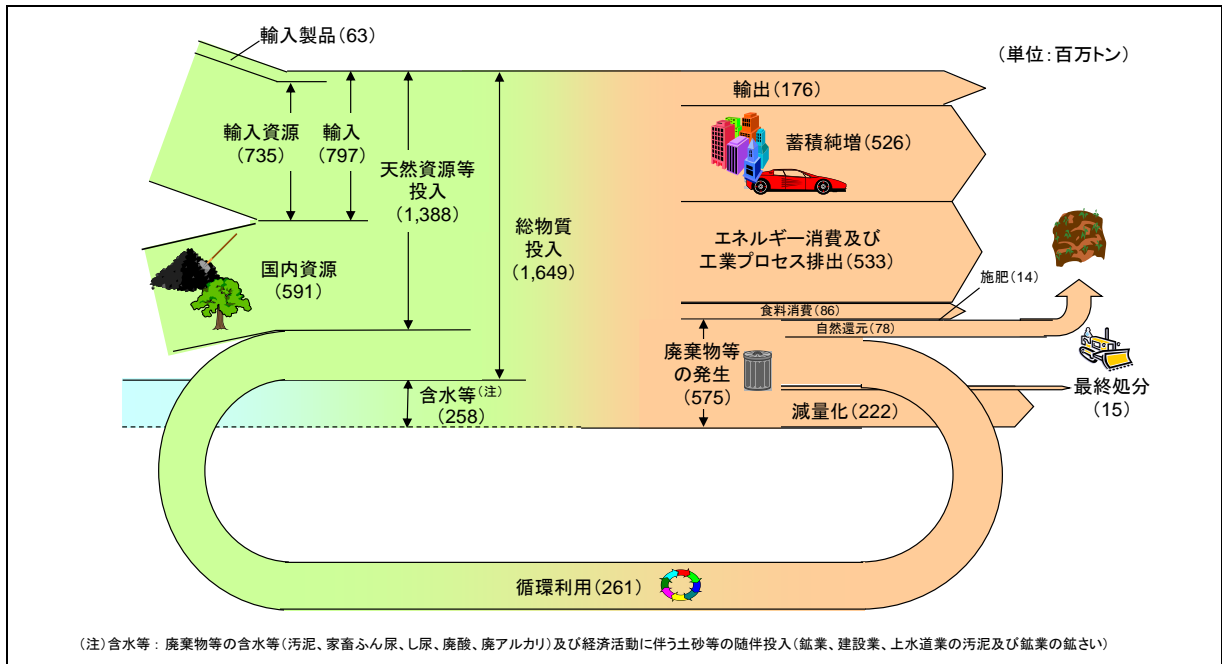 輸入製品(63)
(単位:百万トン)
輸入資源
(735)
輸入
(797)
天然資源等
投入
(1,388)
総物質
投入
(1,649)
国内資源
(591)
含水等(注)
(258)
輸出(176)
蓄積純増(526)
エネルギー消費及び
工業プロセス排出(533)
食料消費(86)
施肥(14)
自然還元(78)
廃棄物等
の発生
(575)
減量化(222)
最終処分
(15)
循環利用(261)
(注)含水等: 廃棄物等の含水等(汚泥、家畜ふん尿、し尿、廃酸、廃アルカリ)及び経済活動に伴う土砂等の随伴投入(鉱業、建設業、上水道業の汚泥及び鉱業の鉱さい)